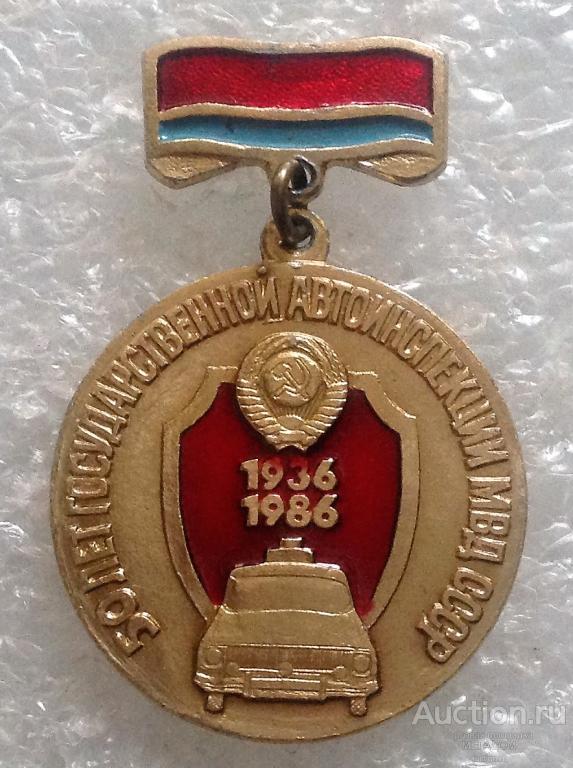 50 ЛЕТ ГОСУДАРСТВЕННОЙ АВТОИНСПЕКЦИИ МВД СССР
1936
1986
Auction.ru